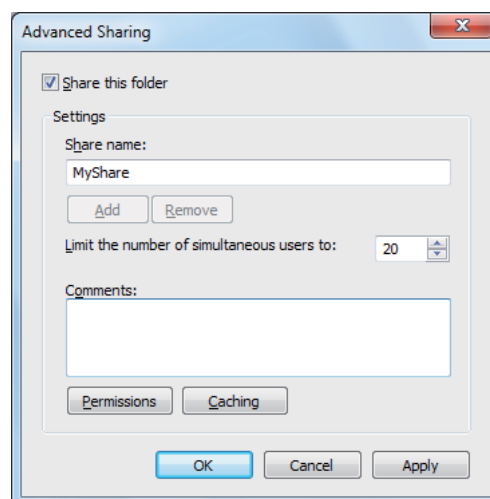 Advanced Sharing
Share this folder
Settings
Share name:
MyShare
Add Remove
Limit the number of simultaneous users to: 20
Comments:
Permissions Caching
OK Cancel Apply